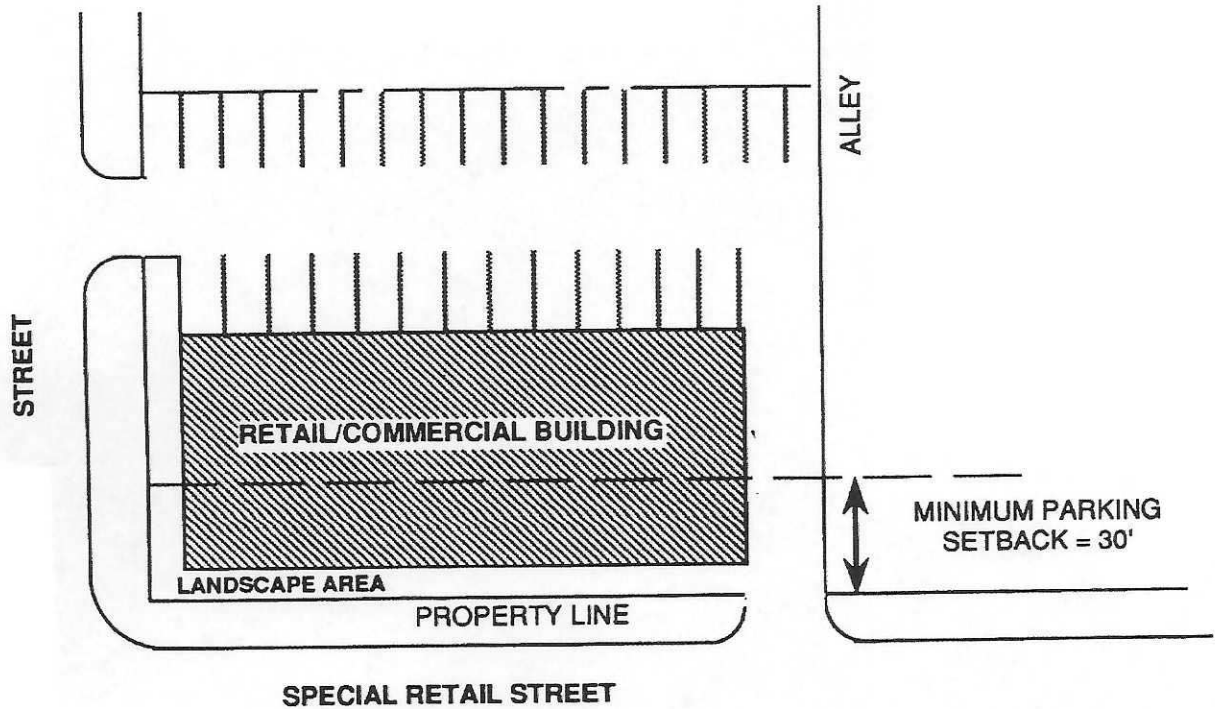 ALLEY
STREET
RETAIL/COMMERCIAL BUILDING
MINIMUM PARKING
SETBACK = 30'
LANDSCAPE AREA
PROPERTY LINE
SPECIAL RETAIL STREET